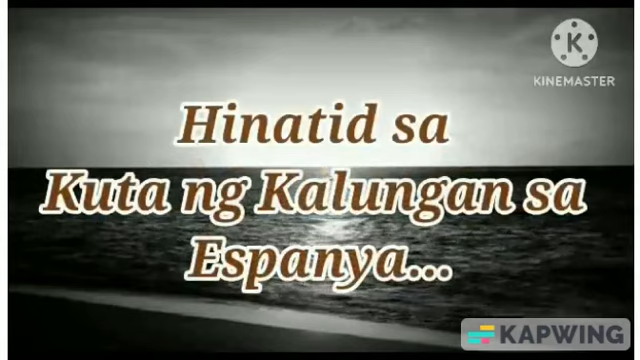 KINEMASTER
Hinatid sa
Kuta ng Kalungan sa
Espanya...
KAPWING